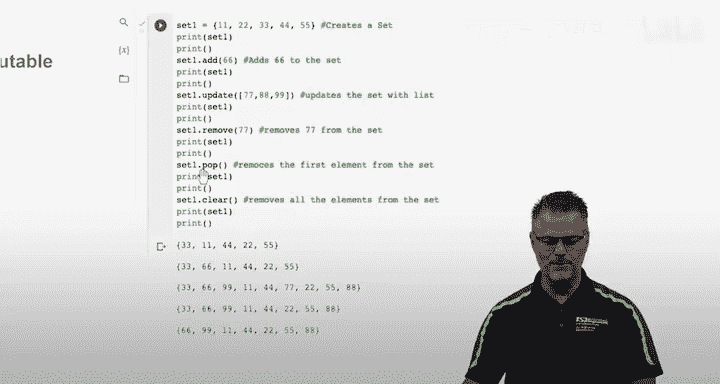 utable
{x}
set1 = {11, 22, 33, 44, 55} #Creates a Set
print(set1)
print()
set1.add(66) #Adds 66 to the set
print(set1)
print()
set1.update([77,88,99]) #updates the set with list
print(set1)
print()
set1.remove(77) #removes 77 from the set
print(set1)
print()
set1.pop() #remoces the first element from the set
print(set1)
print()
set1.clear() #removes all the elements from the set
print(set1)
print()
{33, 11, 44, 22, 55}
{33, 66, 11, 44, 22, 55}
{33, 66, 99, 11, 44, 77, 22, 55, 88}
{33, 66, 99, 11, 44, 22, 55, 88}
{66, 99, 11, 44, 22, 55, 88}